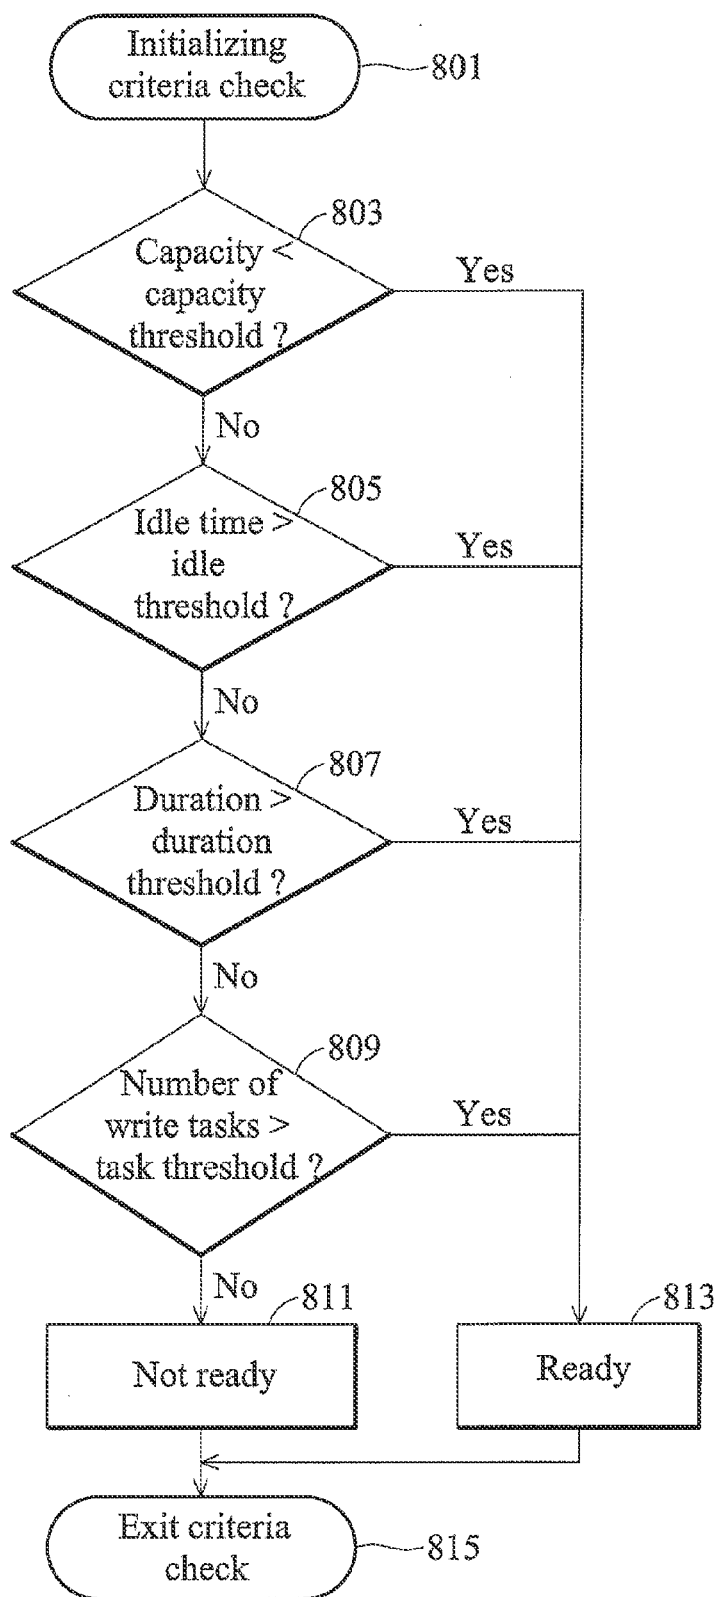 Initializing
criteria check
801
803
Capacity <
capacity
threshold ?
Yes
No
805
Idle time >
idle
threshold ?
Yes
No
807
Duration >
duration
threshold ?
Yes
No
809
Number of
write tasks >
task threshold ?
Yes
No
811
Not ready
813
Ready
Exit criteria
check
815